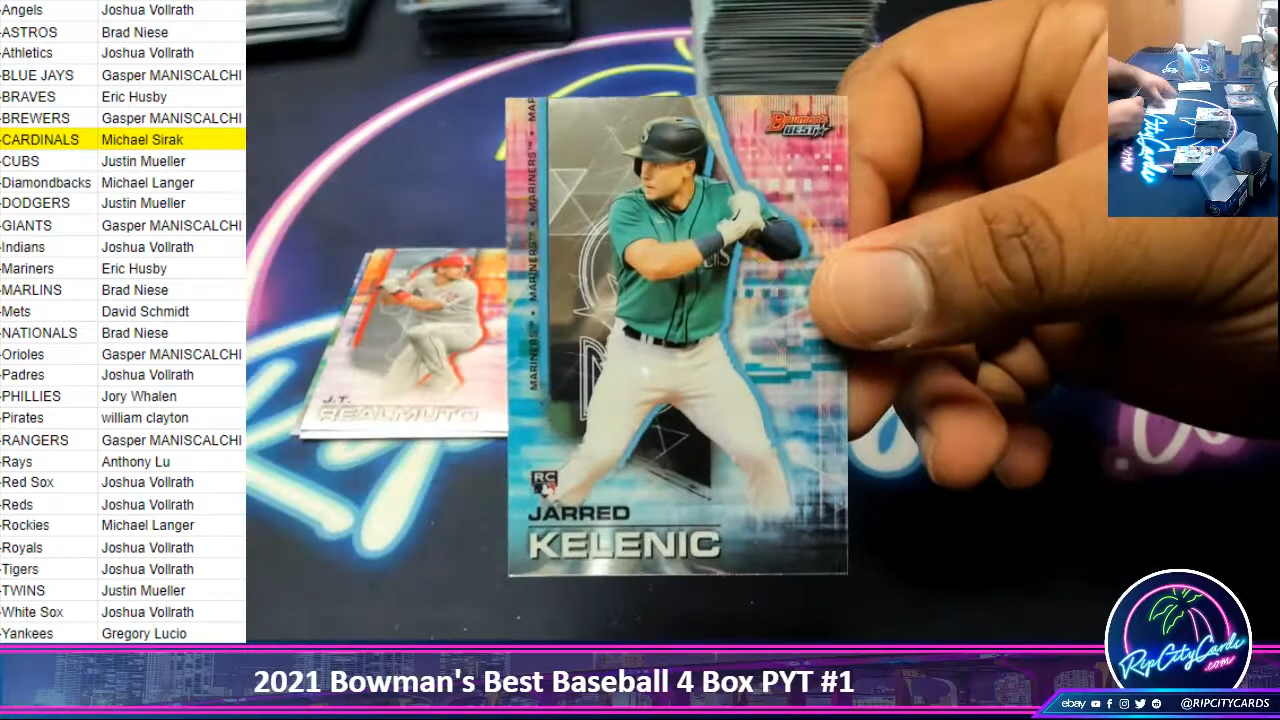 -Angels Joshua Vollrath
-ASTROS Brad Niese
-Athletics Joshua Vollrath
-BLUE JAYS Gasper MANISCALCHI
-BRAVES Eric Husby
-BREWERS Gasper MANISCALCHI
-CARDINALS Michael Sirak
-CUBS Justin Mueller
-Diamondbacks Michael Langer
-DODGERS Justin Mueller
-GIANTS Gasper MANISCALCHI
-Indians Joshua Vollrath
-Mariners Eric Husby
-MARLINS Brad Niese
-Mets David Schmidt
-NATIONALS Brad Niese
-Orioles Gasper MANISCALCHI
-Padres Joshua Vollrath
-PHILLIES Jory Whalen
-Pirates william clayton
-RANGERS Gasper MANISCALCHI
-Rays Anthony Lu
-Red Sox Joshua Vollrath
-Reds Joshua Vollrath
-Rockies Michael Langer
-Royals Joshua Vollrath
-Tigers Joshua Vollrath
-TWINS Justin Mueller
-White Sox Joshua Vollrath
-Yankees Gregory Lucio
MARINERS™ • MARINERS™ • MARINERS™ • MAR
Bowman's
BEST
RC
JARRED
KELENIC
J.T.
REALMUTO
2021 Bowman's Best Baseball 4 Box PYT #1
RipCityCards
.com
ebay @RIPCITYCARDS